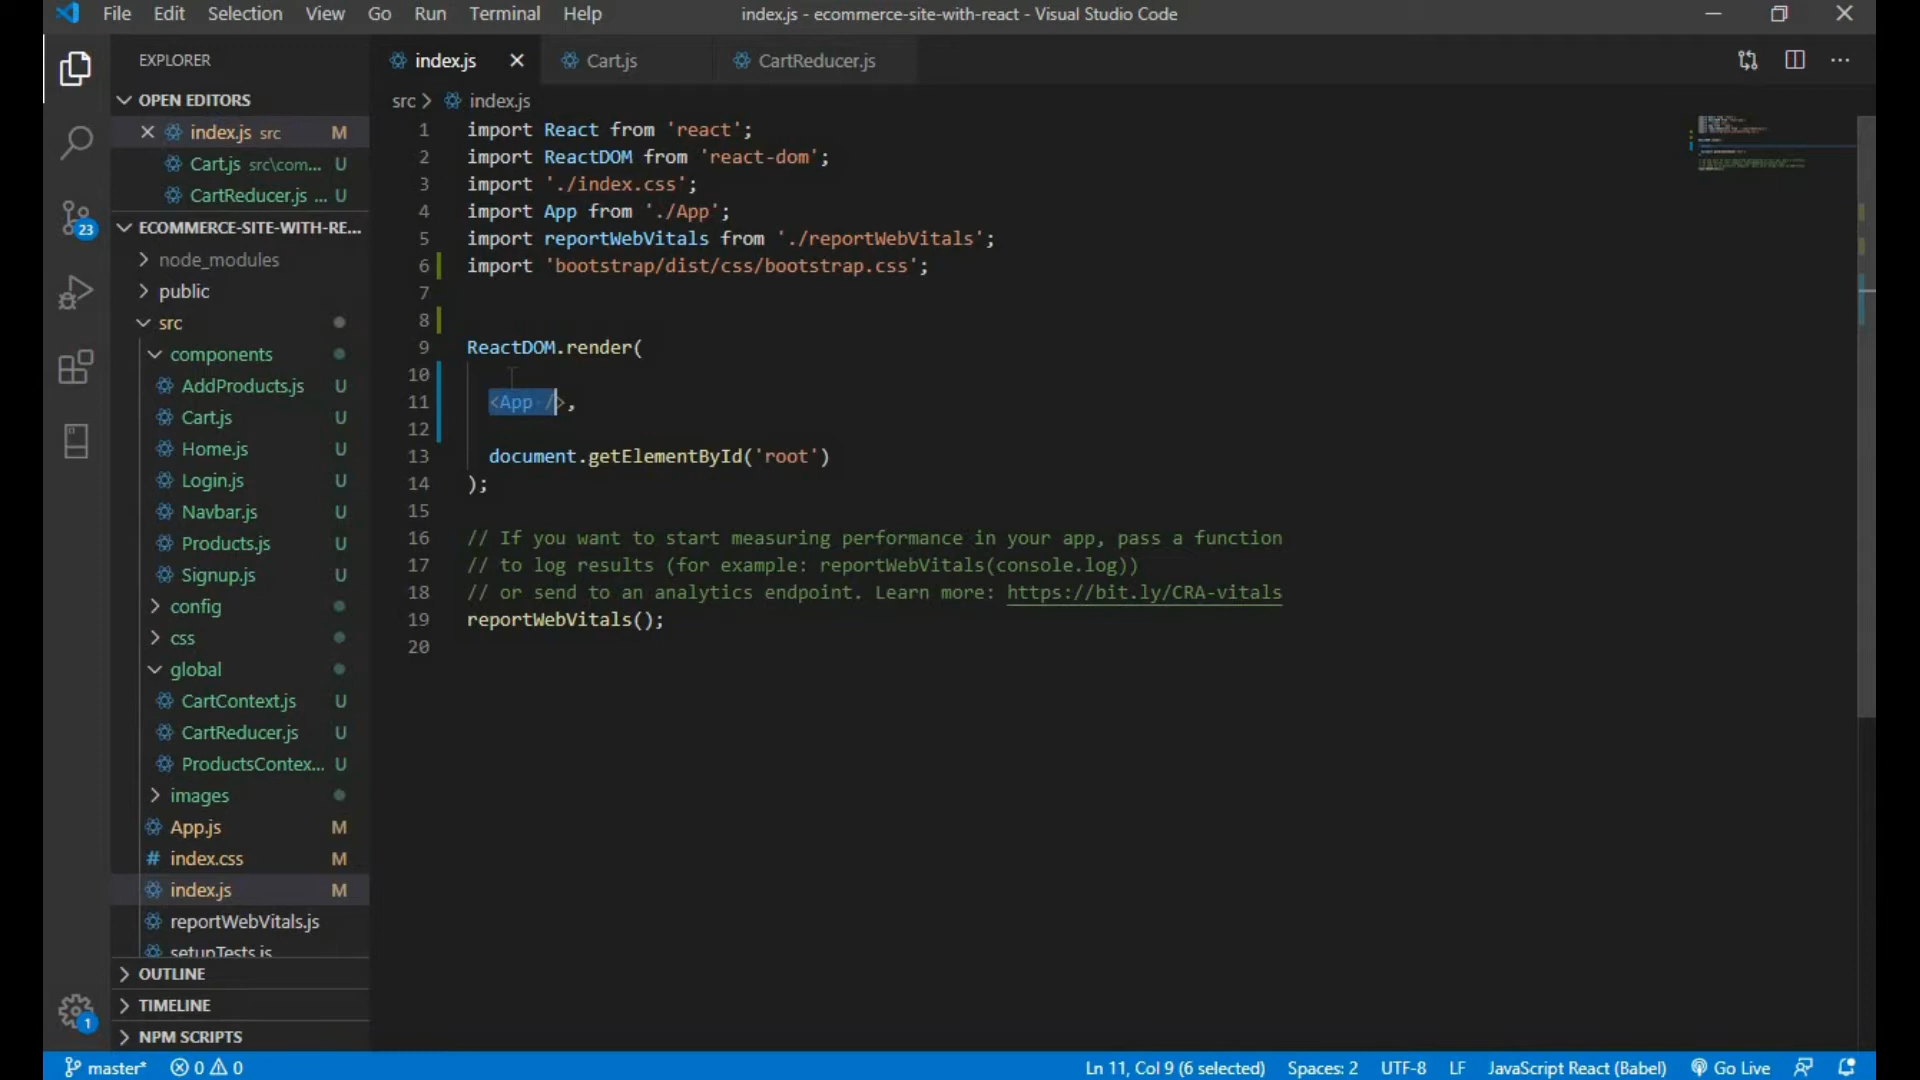 File Edit Selection View Go Run Terminal Help
index.js - ecommerce-site-with-react - Visual Studio Code
EXPLORER
OPEN EDITORS
index.js src M
Cart.js src\com... U
CartReducer.js ... U
23
ECOMMERCE-SITE-WITH-RE...
node_modules
public
src
components
AddProducts.js U
Cart.js U
Home.js U
Login.js U
Navbar.js U
Products.js U
Signup.js U
config
css
global
CartContext.js U
CartReducer.js U
ProductsContex... U
images
App.js M
# index.css M
index.js M
reportWebVitals.js
setupTests.js
OUTLINE
TIMELINE
NPM SCRIPTS
1
index.js Cart.js CartReducer.js
src > index.js
1 import React from 'react';
2 import ReactDOM from 'react-dom';
3 import './index.css';
4 import App from './App';
5 import reportWebVitals from './reportWebVitals';
6 import 'bootstrap/dist/css/bootstrap.css';
7
8
9 ReactDOM.render(
10
11 <App />,
12
13 document.getElementById('root')
14 );
15
16 // If you want to start measuring performance in your app, pass a function
17 // to log results (for example: reportWebVitals(console.log))
18 // or send to an analytics endpoint. Learn more: https://bit.ly/CRA-vitals
19 reportWebVitals();
20
master* 0 0 Ln 11, Col 9 (6 selected) Spaces: 2 UTF-8 LF JavaScript React (Babel) Go Live